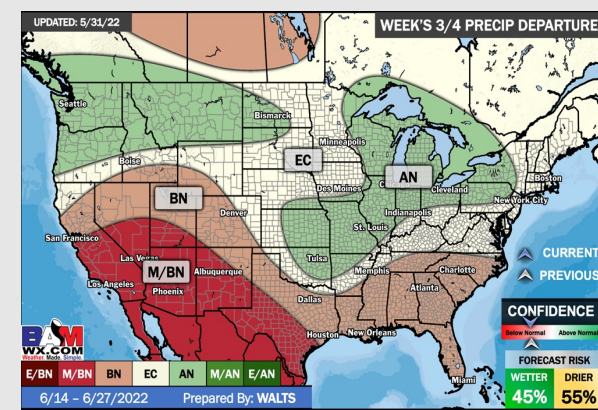 UPDATED: 5/31/22
WEEK'S 3/4 PRECIP DEPARTURE
Seattle
Bismarck
Minneapolis
Boise
EC
AN
Boston
Des Moines
Cleveland
BN
New York City
Denver
Indianapolis
St. Louis
San Francisco
Las Vegas
Tulsa
CURRENT
M/BN
Albuquerque
Memphis
Charlotte
PREVIOUS
Los Angeles
Phoenix
Atlanta
Dallas
CONFIDENCE
Houston
New Orleans
Below Normal
Above Normal
BAM
WX.COM
Weather. Made. Simple.
FORECAST RISK
E/BN M/BN BN EC AN M/AN E/AN
Miami
WETTER DRIER
6/14 – 6/27/2022 Prepared By: WALTS
45% 55%